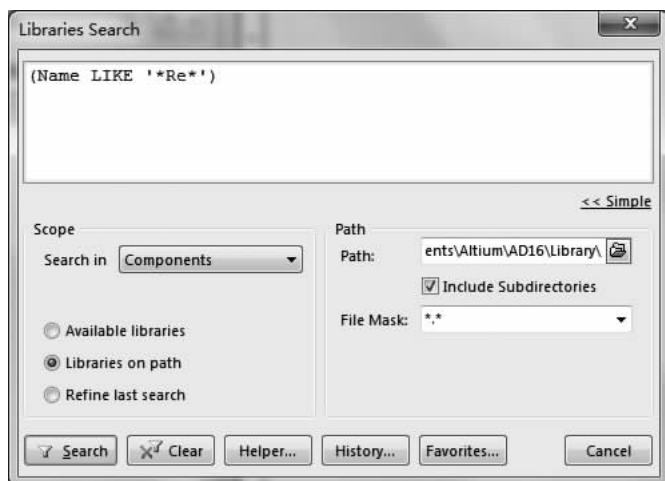 Libraries Search
(Name LIKE '*Re*')
<< Simple
Scope
Search in Components
Available libraries
Libraries on path
Refine last search
Path
Path: ents\Altium\AD16\Library\
Include Subdirectories
File Mask: *.*
Search Clear Helper... History... Favorites... Cancel